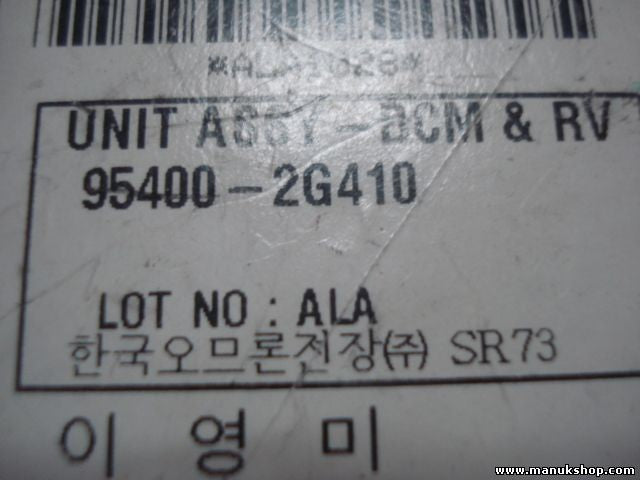 UNIT ASSY-BCM & RV
95400-2G410
LOT NO : ALA
한국오므론전장㈜ SR73
이 영 미
www.manukshop.com